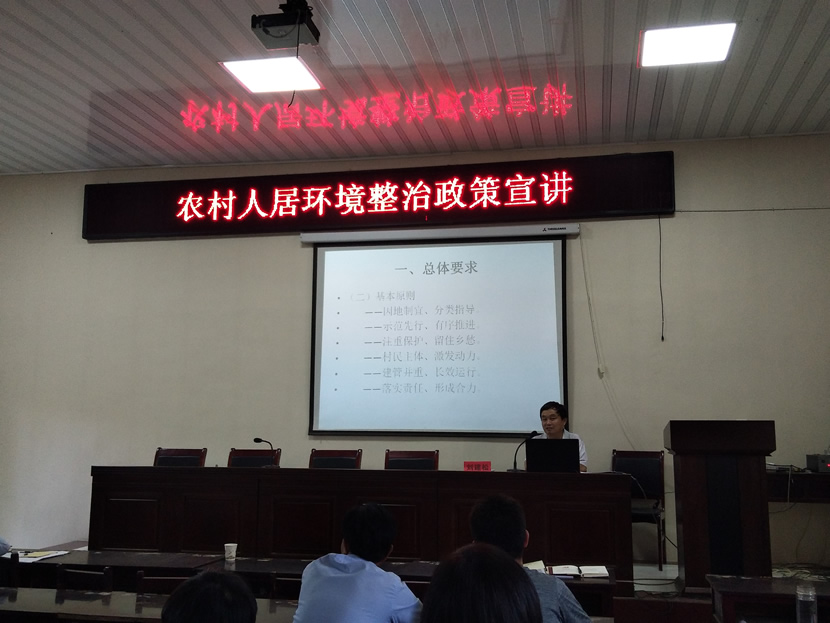 农村人居环境整治政策宣讲
一、总体要求
（二）基本原则
——因地制宜、分类指导。
——示范先行、有序推进。
——注重保护、留住乡愁。
——村民主体、激发动力。
——建管并重、长效运行。
——落实责任、形成合力。